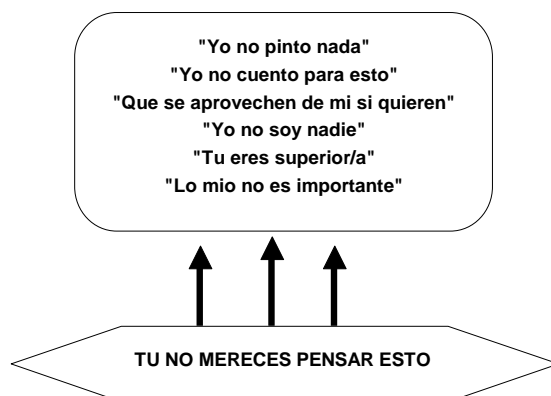 "Yo no pinto nada"
"Yo no cuento para esto"
"Que se aprovechen de mi si quieren"
"Yo no soy nadie"
"Tu eres superior/a"
"Lo mio no es importante"
TU NO MERECES PENSAR ESTO